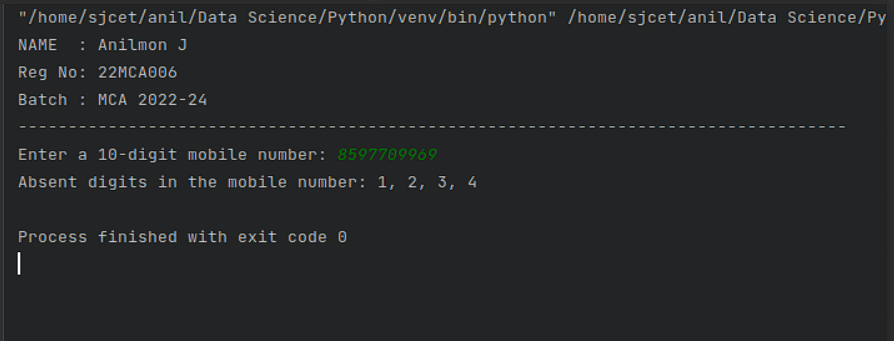 "/home/sjcet/anil/Data Science/Python/venv/bin/python" /home/sjcet/anil/Data Science/Py
NAME  : Anilmon J
Reg No: 22MCA006
Batch : MCA 2022-24
-----------------------------------------------------------------------------------
Enter a 10-digit mobile number: 8597709969
Absent digits in the mobile number: 1, 2, 3, 4
Process finished with exit code 0